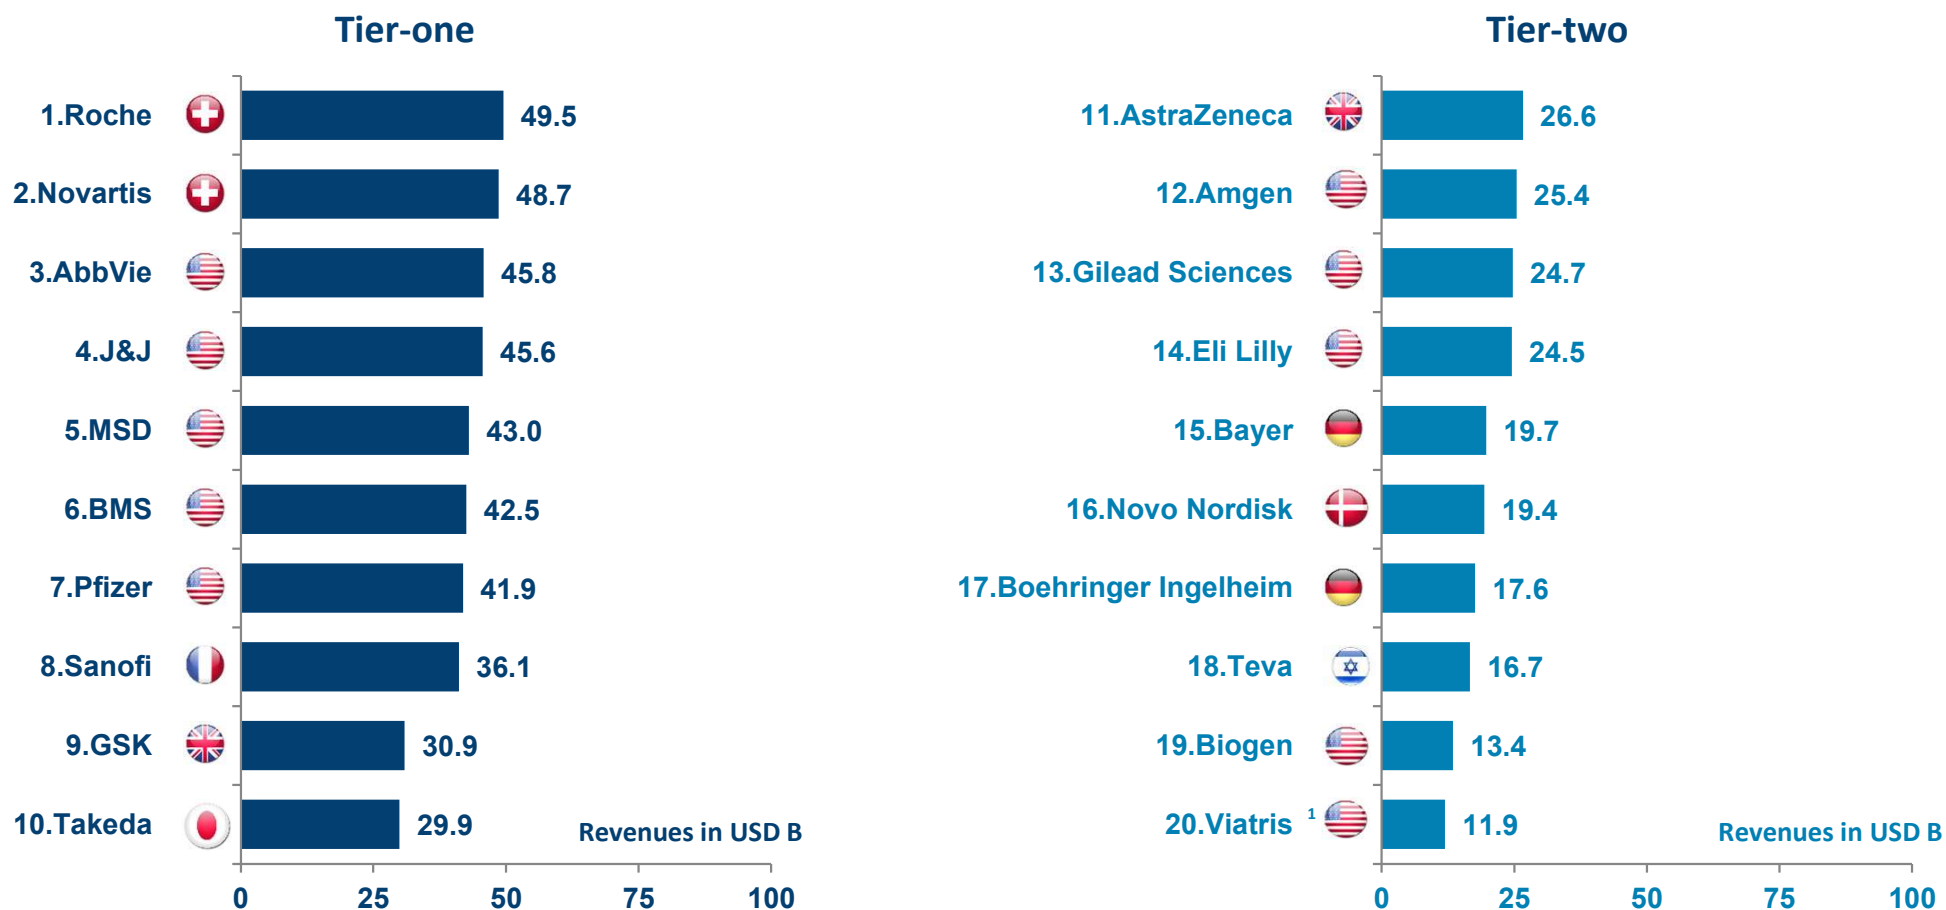 Tier-one
1.Roche 49.5
2.Novartis 48.7
3.AbbVie 45.8
4.J&J 45.6
5.MSD 43.0
6.BMS 42.5
7.Pfizer 41.9
8.Sanofi 36.1
9.GSK 30.9
10.Takeda 29.9
Revenues in USD B
0 25 50 75 100
Tier-two
11.AstraZeneca 26.6
12.Amgen 25.4
13.Gilead Sciences 24.7
14.Eli Lilly 24.5
15.Bayer 19.7
16.Novo Nordisk 19.4
17.Boehringer Ingelheim 17.6
18.Teva 16.7
19.Biogen 13.4
20.Viatris 1 11.9
Revenues in USD B
0 25 50 75 100